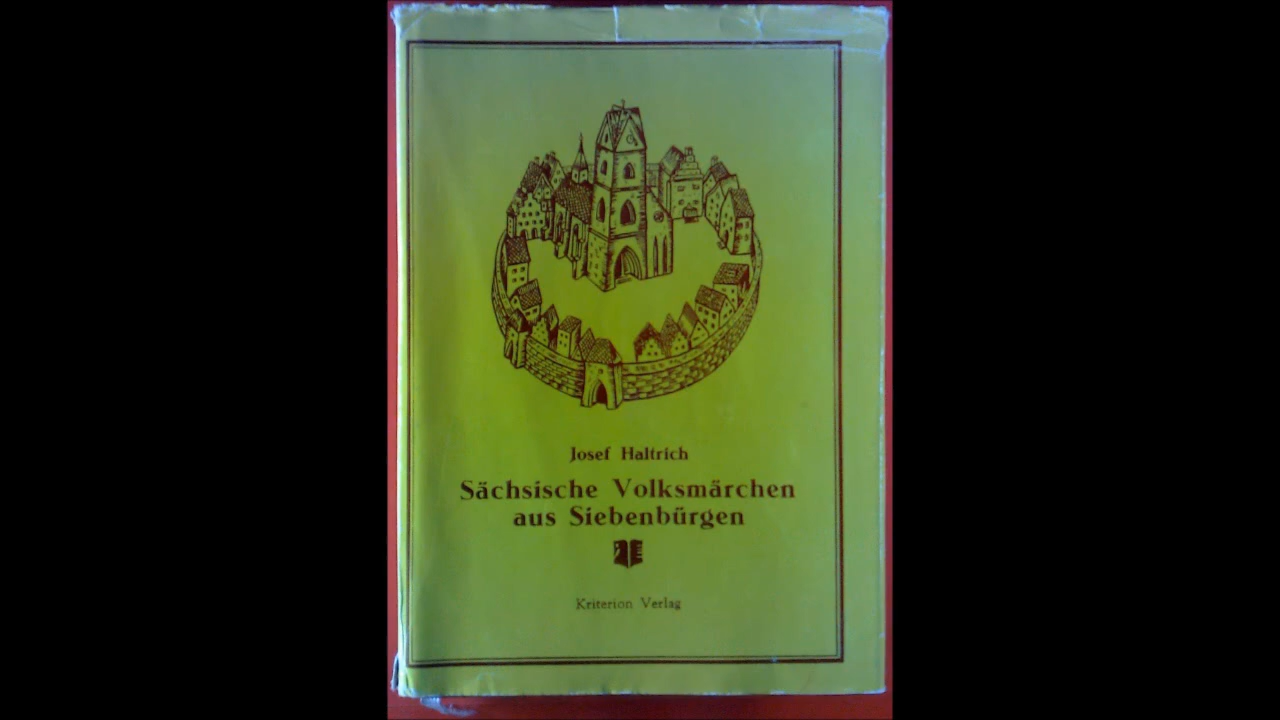 Josef Haltrich
Sächsische Volksmärchen
aus Siebenbürgen
Kriterion Verlag